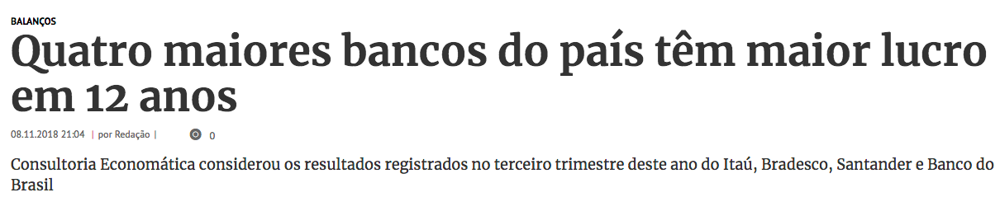 BALANÇOS
Quatro maiores bancos do país têm maior lucro
em 12 anos
08.11.2018 21:04 | por Redação | 0
Consultoria Economática considerou os resultados registrados no terceiro trimestre deste ano do Itaú, Bradesco, Santander e Banco do
Brasil